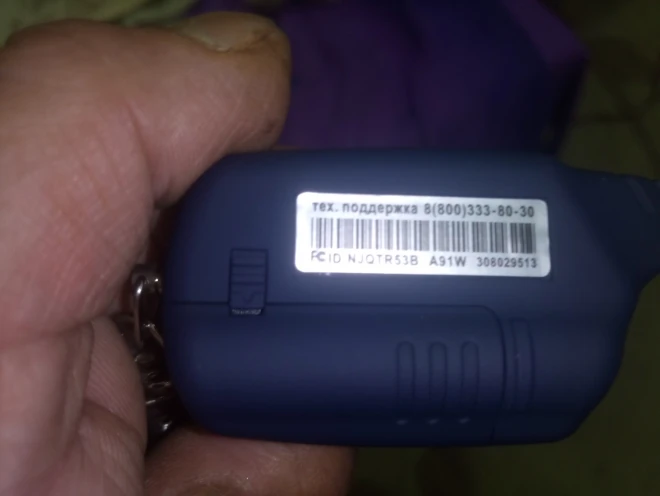 тех. поддержка 8(800)333-80-30
FC ID NJQTR53B A91W 308029513